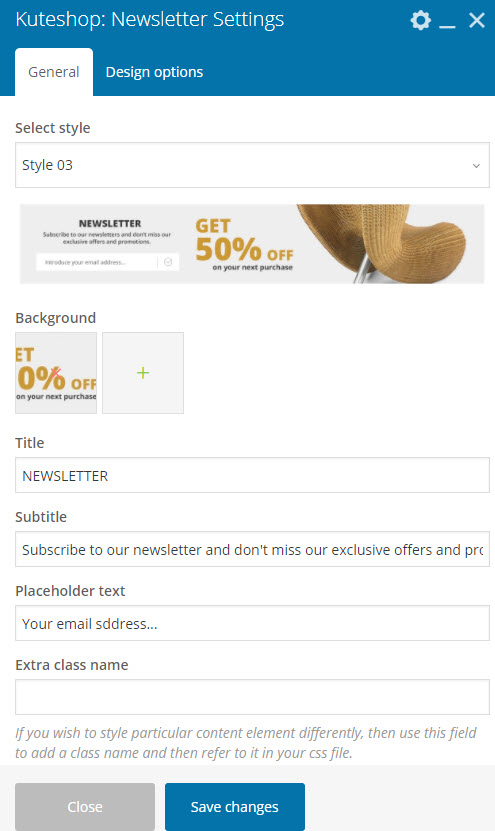 Kuteshop: Newsletter Settings
General
Design options
Select style
Style 03
NEWSLETTER
Subscribe to our newsletters and don't miss our
exclusive offers and promotions.
Introduce your email address...
GET
50% OFF
on your next purchase
Background
ET
0% OFF
on your next purchase
Title
NEWSLETTER
Subtitle
Subscribe to our newsletter and don't miss our exclusive offers and pro
Placeholder text
Your email sddress...
Extra class name
If you wish to style particular content element differently, then use this field
to add a class name and then refer to it in your css file.
Close
Save changes